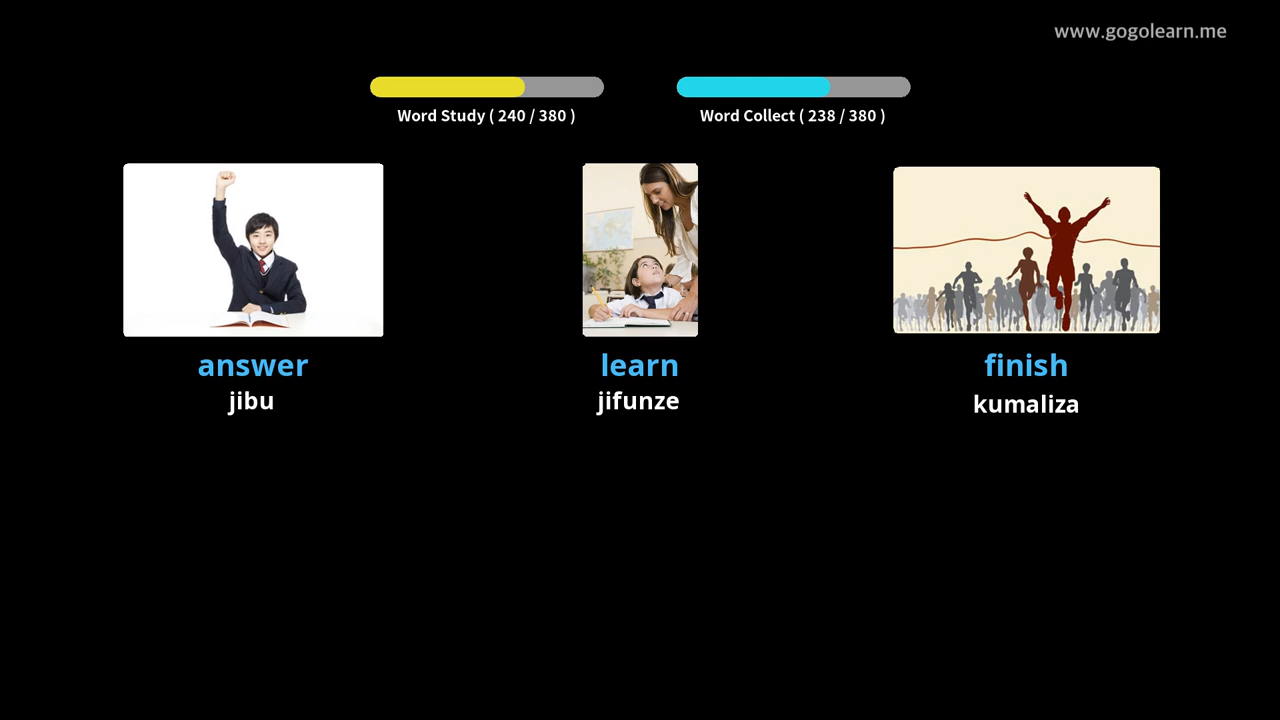 www.gogolearn.me
Word Study ( 240 / 380 )
Word Collect ( 238 / 380 )
answer
jibu
learn
jifunze
finish
kumaliza